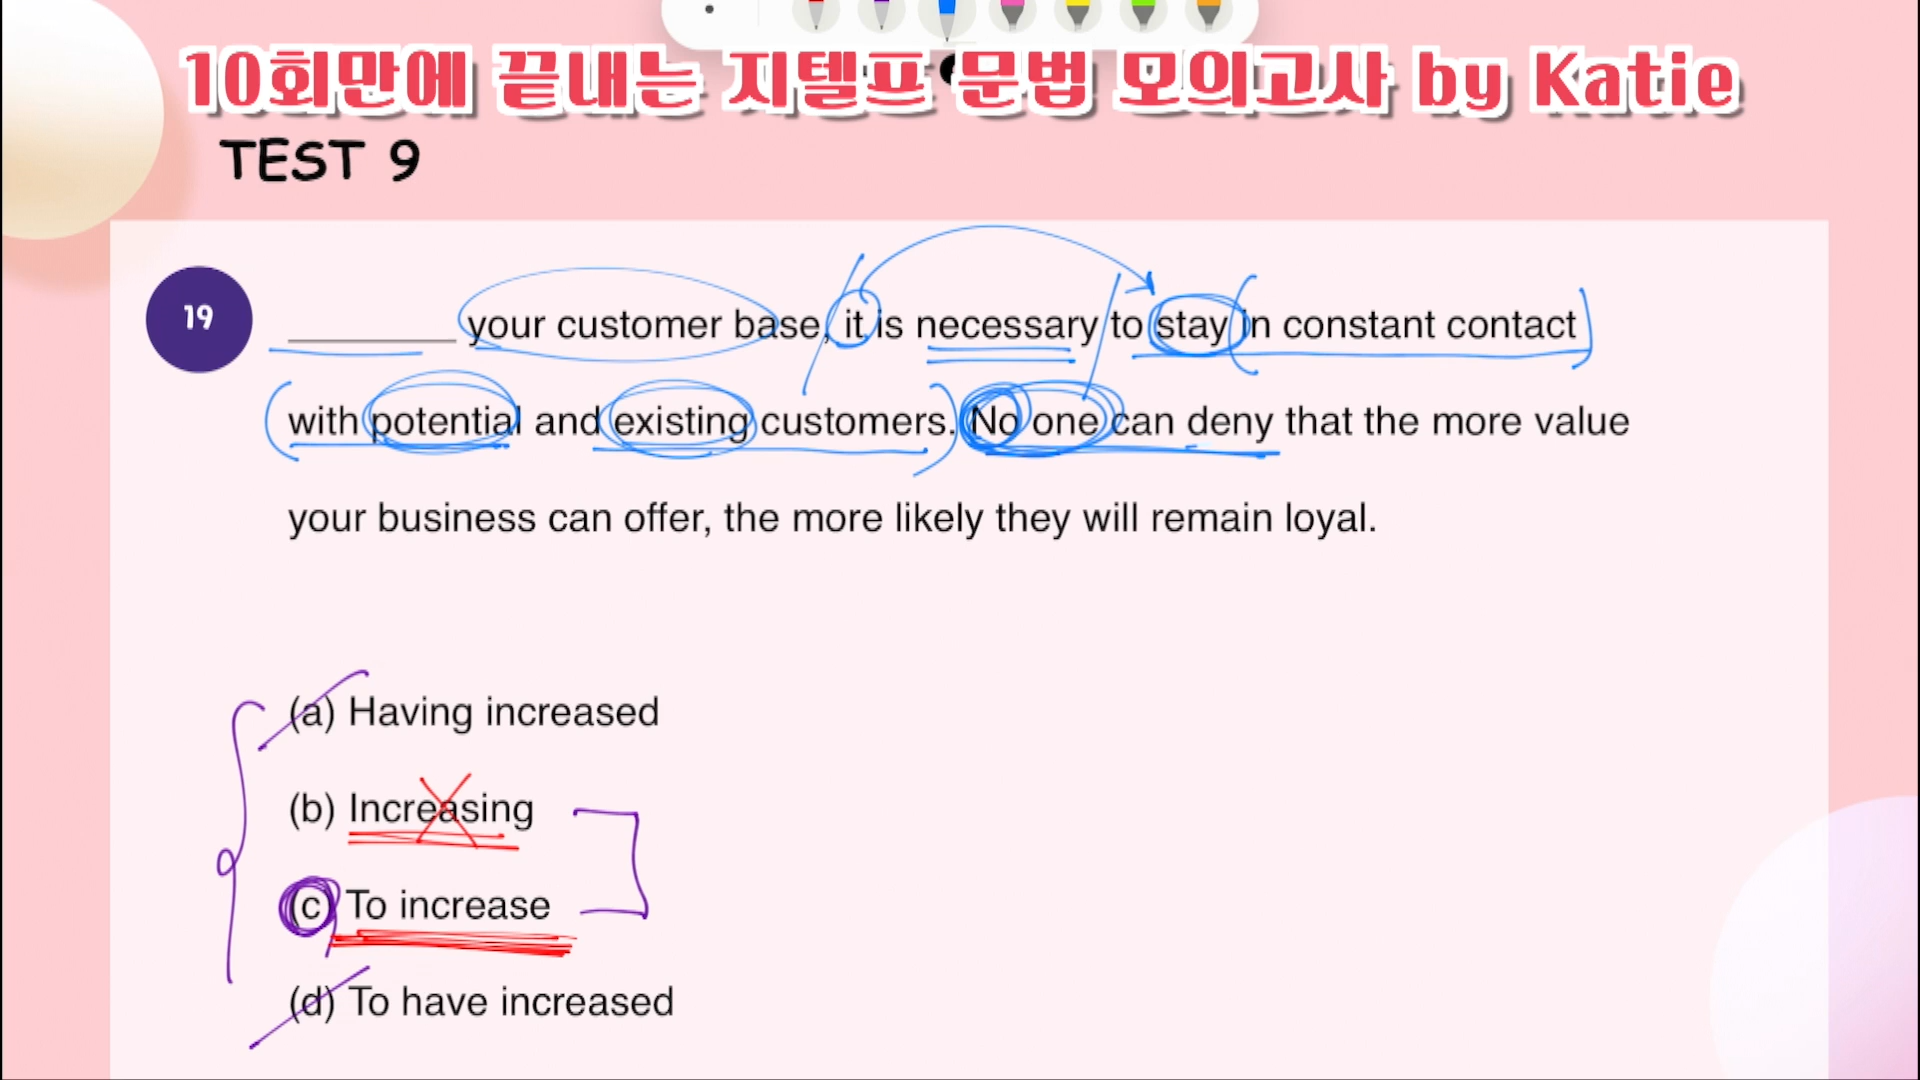 10회만에 끝내는 지텔프 문법 모의고사 by Katie
TEST 9
19
________ your customer base, it is necessary to stay in constant contact
with potential and existing customers. No one can deny that the more value
your business can offer, the more likely they will remain loyal.
(a) Having increased
(b) Increasing
(c) To increase
(d) To have increased